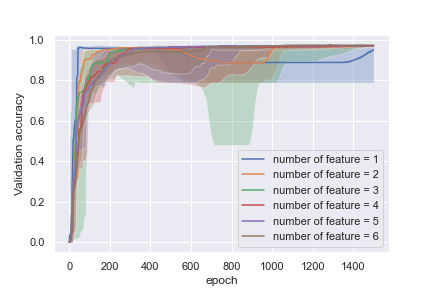 1.0
0.8
0.6
0.4
0.2
0.0
Validation accuracy
0 200 400 600 800 1000 1200 1400
epoch
number of feature = 1
number of feature = 2
number of feature = 3
number of feature = 4
number of feature = 5
number of feature = 6